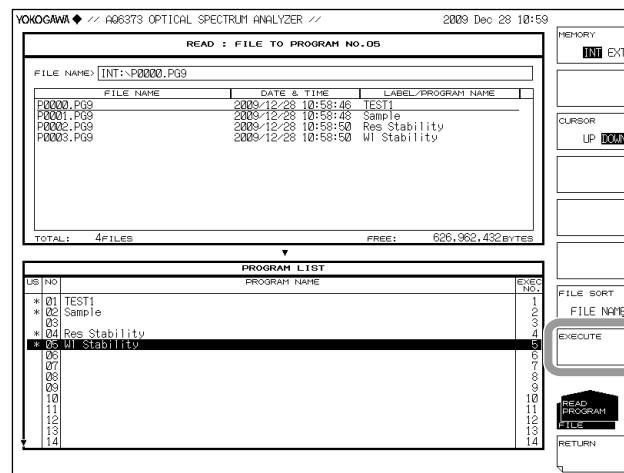 YOKOGAWA ◆ // AQ6373 OPTICAL SPECTRUM ANALYZER // 2009 Dec 28 10:59
READ : FILE TO PROGRAM NO.05
FILE NAME> INT:\P0000.PG9
FILE NAME DATE & TIME LABEL/PROGRAM NAME
P0000.PG9 2009/12/28 10:58:46 TEST1
P0001.PG9 2009/12/28 10:58:48 Sample
P0002.PG9 2009/12/28 10:58:50 Res Stability
P0003.PG9 2009/12/28 10:58:50 Wl Stability
TOTAL: 4FILES FREE: 626,962,432BYTES
▼
PROGRAM LIST
US NO PROGRAM NAME EXEC NO.
* 01 TEST1 1
* 02 Sample 2
03 3
* 04 Res Stability 4
* 05 Wl Stability 5
06 6
07 7
08 8
09 9
10 10
11 11
12 12
13 13
14 14
MEMORY
INT EXT
CURSOR
UP DOWN
FILE SORT
FILE NAME
EXECUTE
READ
PROGRAM
FILE
RETURN